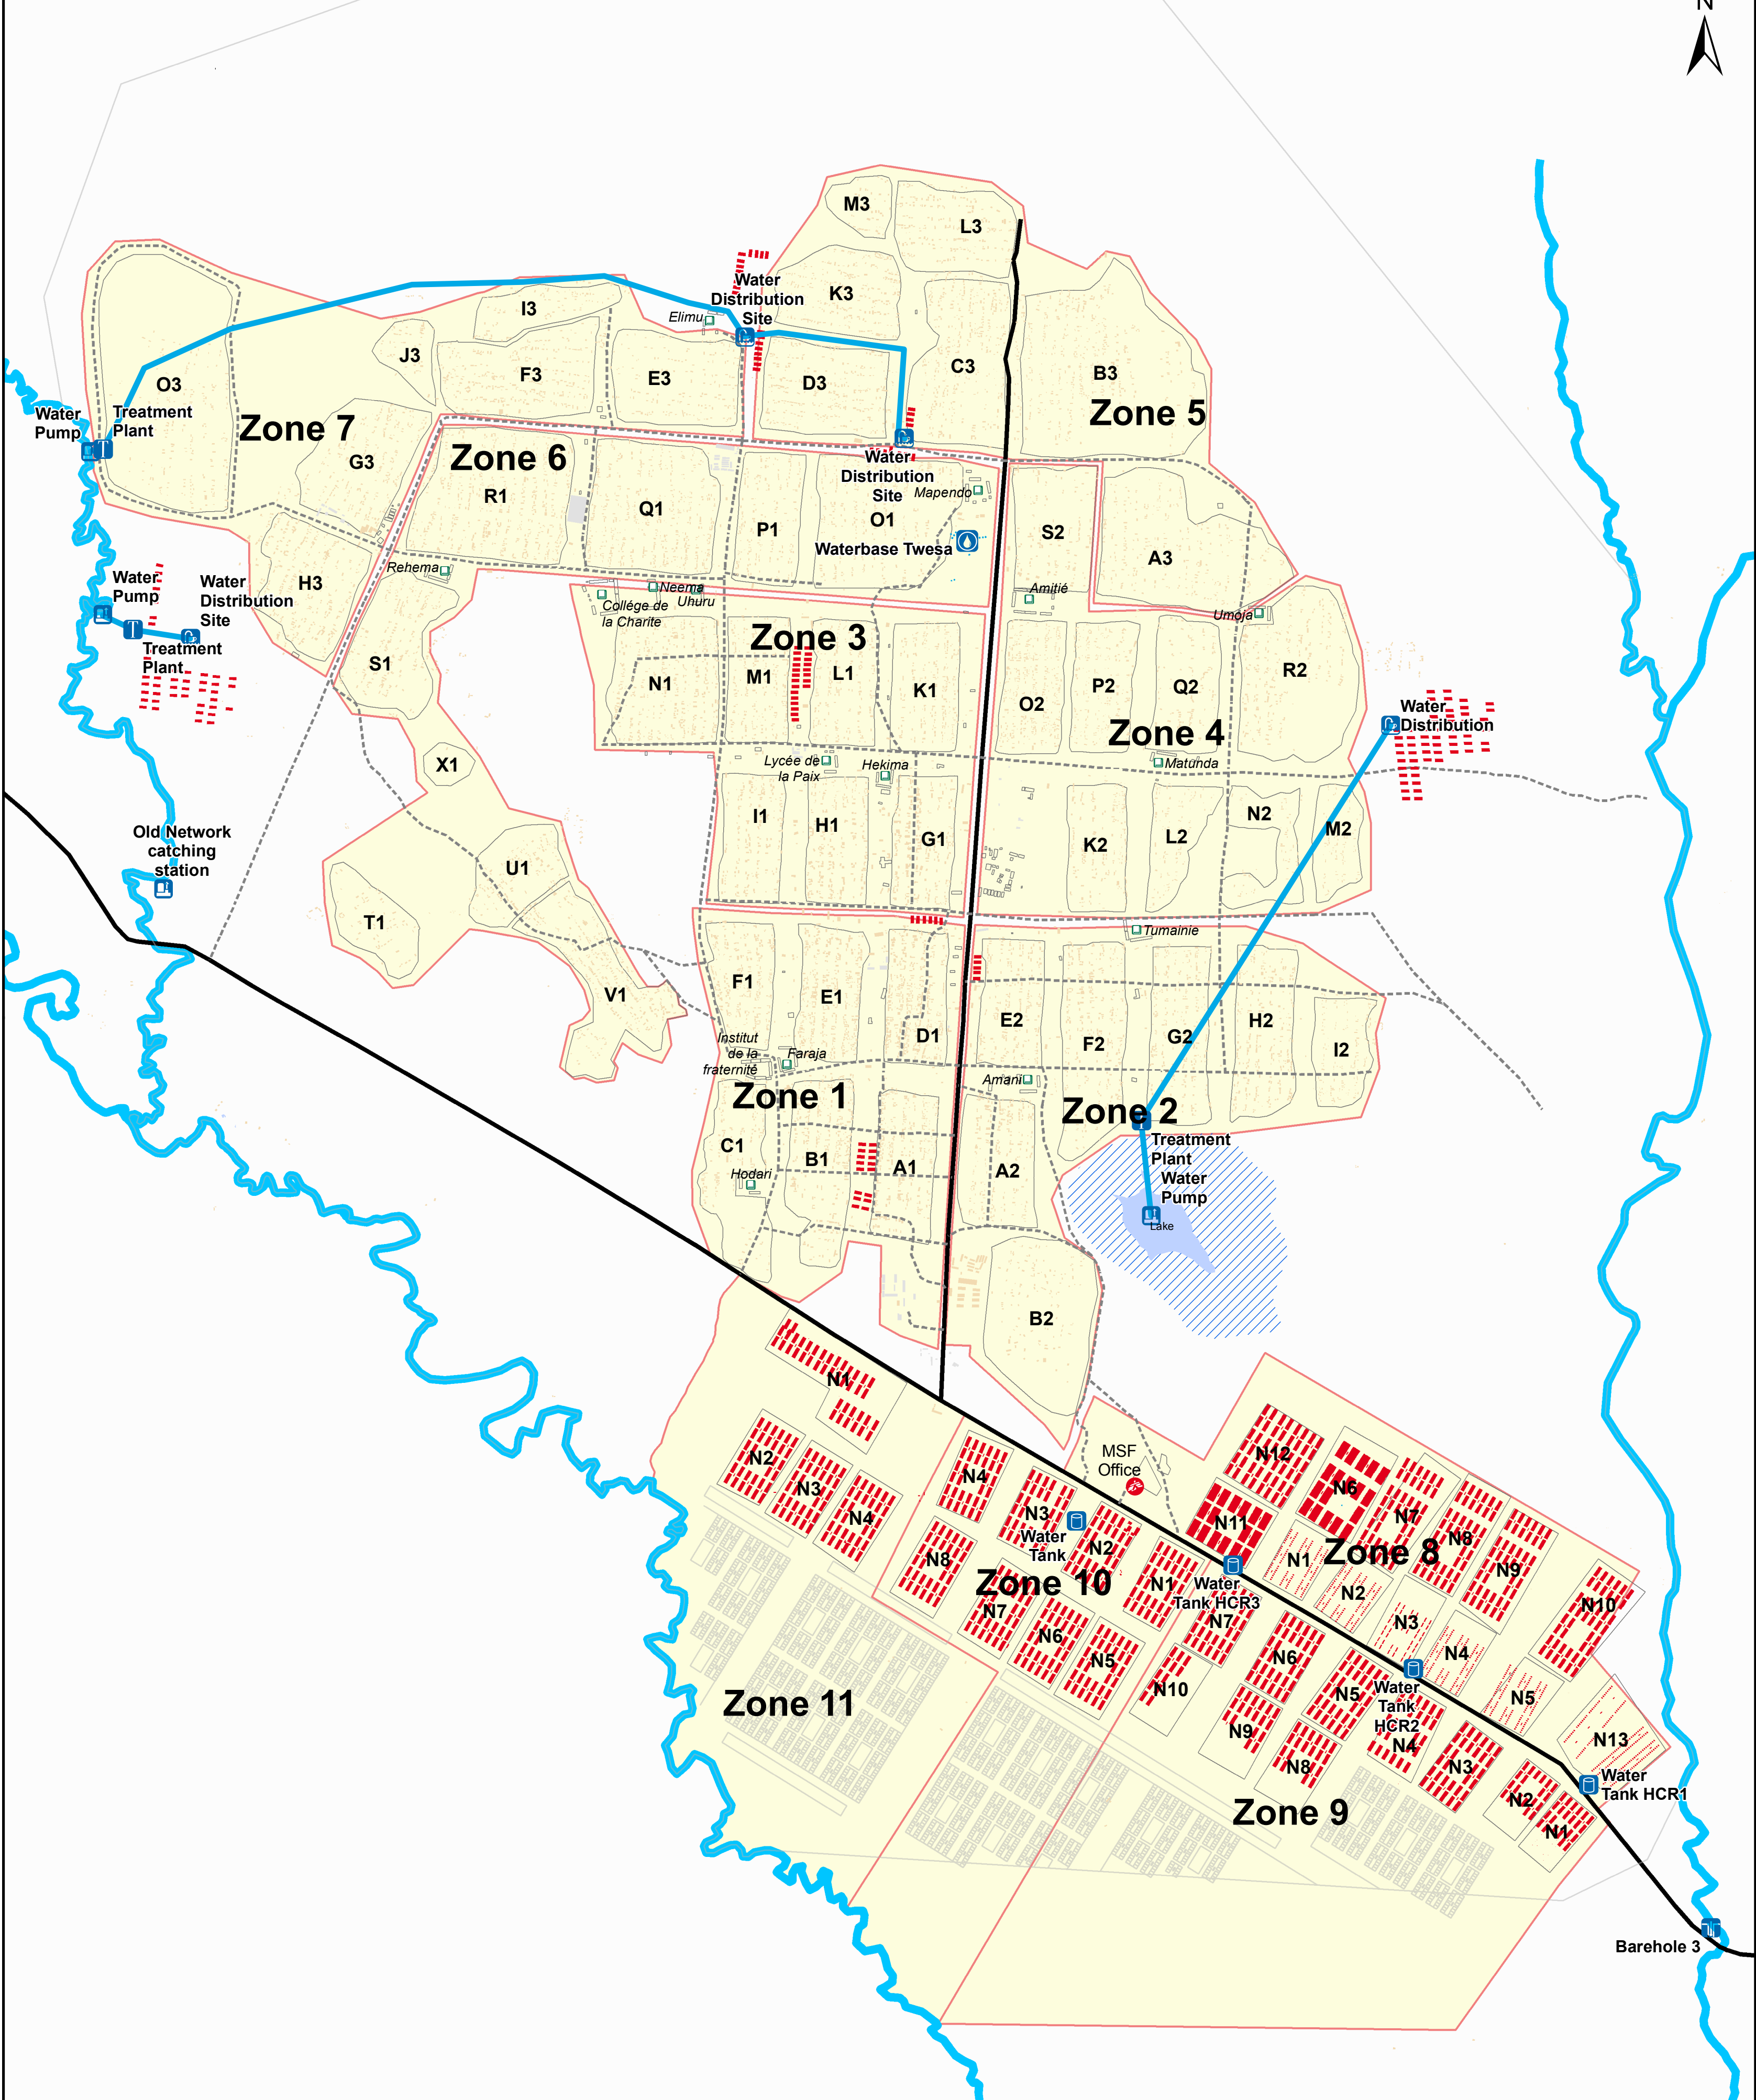 N
M3
L3
K3
Water
Distribution
Site
Elimu
I3
J3
F3
E3
D3
C3
B3
Zone 5
O3
Water
Pump
Treatment
Plant
Zone 7
G3
Zone 6
R1
Q1
P1
Water
Distribution
Site
Mapendo
O1
Waterbase Twesa
S2
A3
H3
Rehema
Water
Pump
Water
Distribution
Site
Treatment
Plant
Neema
Uhuru
Collége de
la Charite
Amitié
Umoja
Zone 3
S1
N1
M1
L1
K1
O2
P2
Q2
R2
Zone 4
Water
Distribution
X1
Lycée de
la Paix
Hekima
Matunda
I1
H1
G1
K2
L2
N2
M2
Old Network
catching
station
U1
T1
V1
Tumainie
F1
E1
D1
E2
F2
G2
H2
I2
Institut
de la
fraternité
Faraja
Amani
Zone 1
Zone 2
C1
B1
A1
A2
Hodari
Treatment
Plant
Water
Pump
Lake
B2
N1
N2
N3
N4
MSF
Office
N4
N3
Water
Tank
N2
N8
Zone 10
N7
N6
N5
N1
N12
N6
N11
N7
N8
N9
N1
Zone 8
N2
N10
N3
N4
N5
N13
Water
Tank HCR3
N7
N6
N10
N5
Water
Tank
HCR2
N4
N9
N8
N3
N2
N1
Water
Tank HCR1
Zone 11
Zone 9
Barehole 3